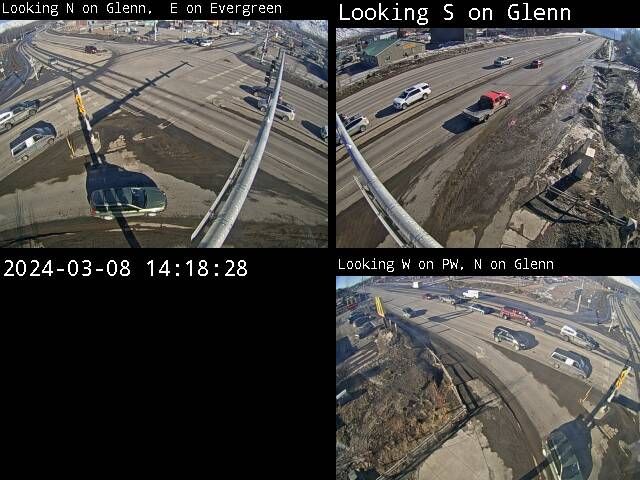 Looking N on Glenn,  E on Evergreen
Looking S on Glenn
2024-03-08 14:18:28
Looking W on PW, N on Glenn